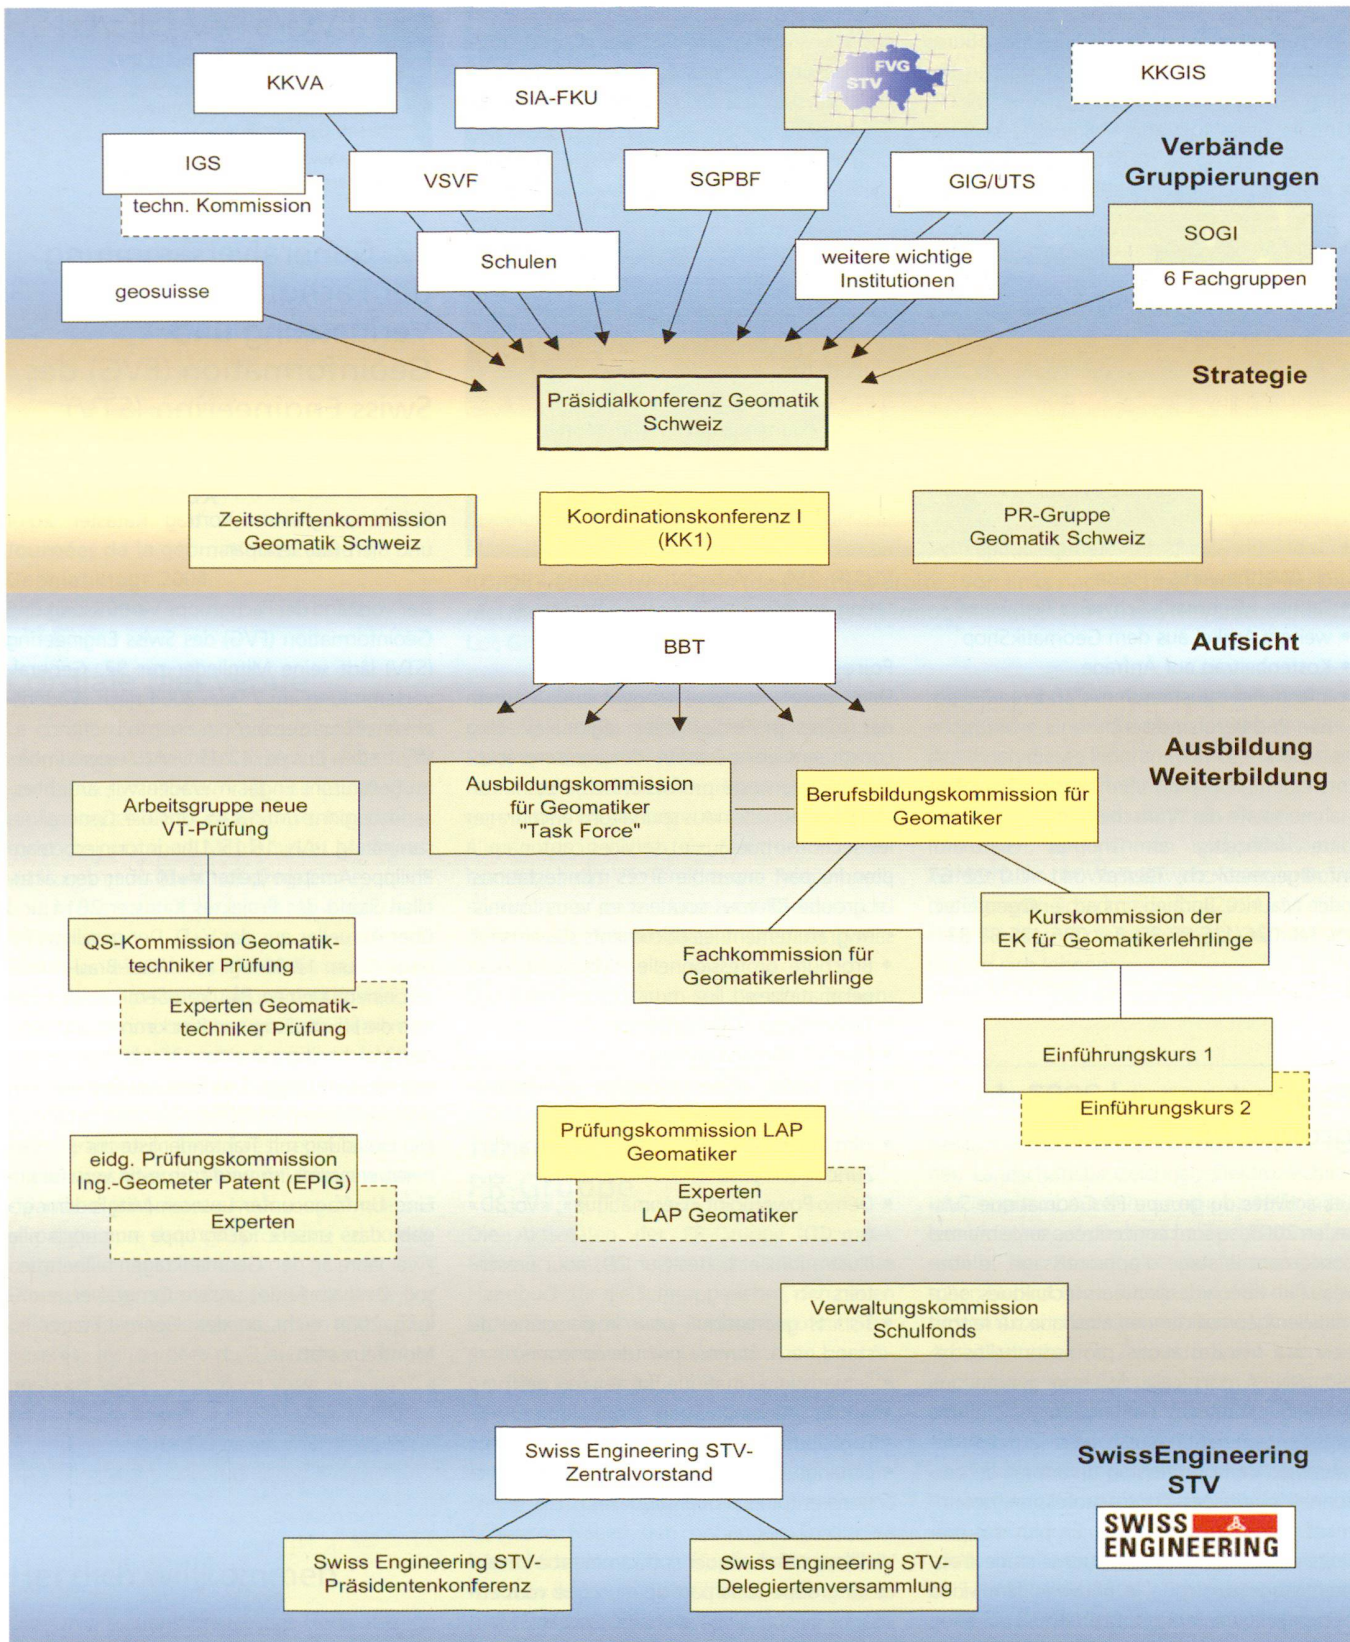 KKVA
SIA-FKU
FVG
STV
KKGIS
IGS
techn. Kommission
VSVF
SGPBF
GIG/UTS
Verbände
Gruppierungen
SOGI
6 Fachgruppen
geosuisse
Schulen
weitere wichtige
Institutionen
Strategie
Präsidialkonferenz Geomatik
Schweiz
Zeitschriftenkommission
Geomatik Schweiz
Koordinationskonferenz I
(KK1)
PR-Gruppe
Geomatik Schweiz
BBT
Aufsicht
Ausbildung
Weiterbildung
Arbeitsgruppe neue
VT-Prüfung
Ausbildungskommission
für Geomatiker
"Task Force"
Berufsbildungskommission für
Geomatiker
QS-Kommission Geomatik-
techniker Prüfung
Experten Geomatik-
techniker Prüfung
Fachkommission für
Geomatikerlehrlinge
Kurskommission der
EK für Geomatikerlehrlinge
Einführungskurs 1
Einführungskurs 2
eidg. Prüfungskommission
Ing.-Geometer Patent (EPIG)
Experten
Prüfungskommission LAP
Geomatiker
Experten
LAP Geomatiker
Verwaltungskommission
Schulfonds
Swiss Engineering STV-
Zentralvorstand
SwissEngineering
STV
SWISS
ENGINEERING
Swiss Engineering STV-
Präsidentenkonferenz
Swiss Engineering STV-
Delegiertenversammlung